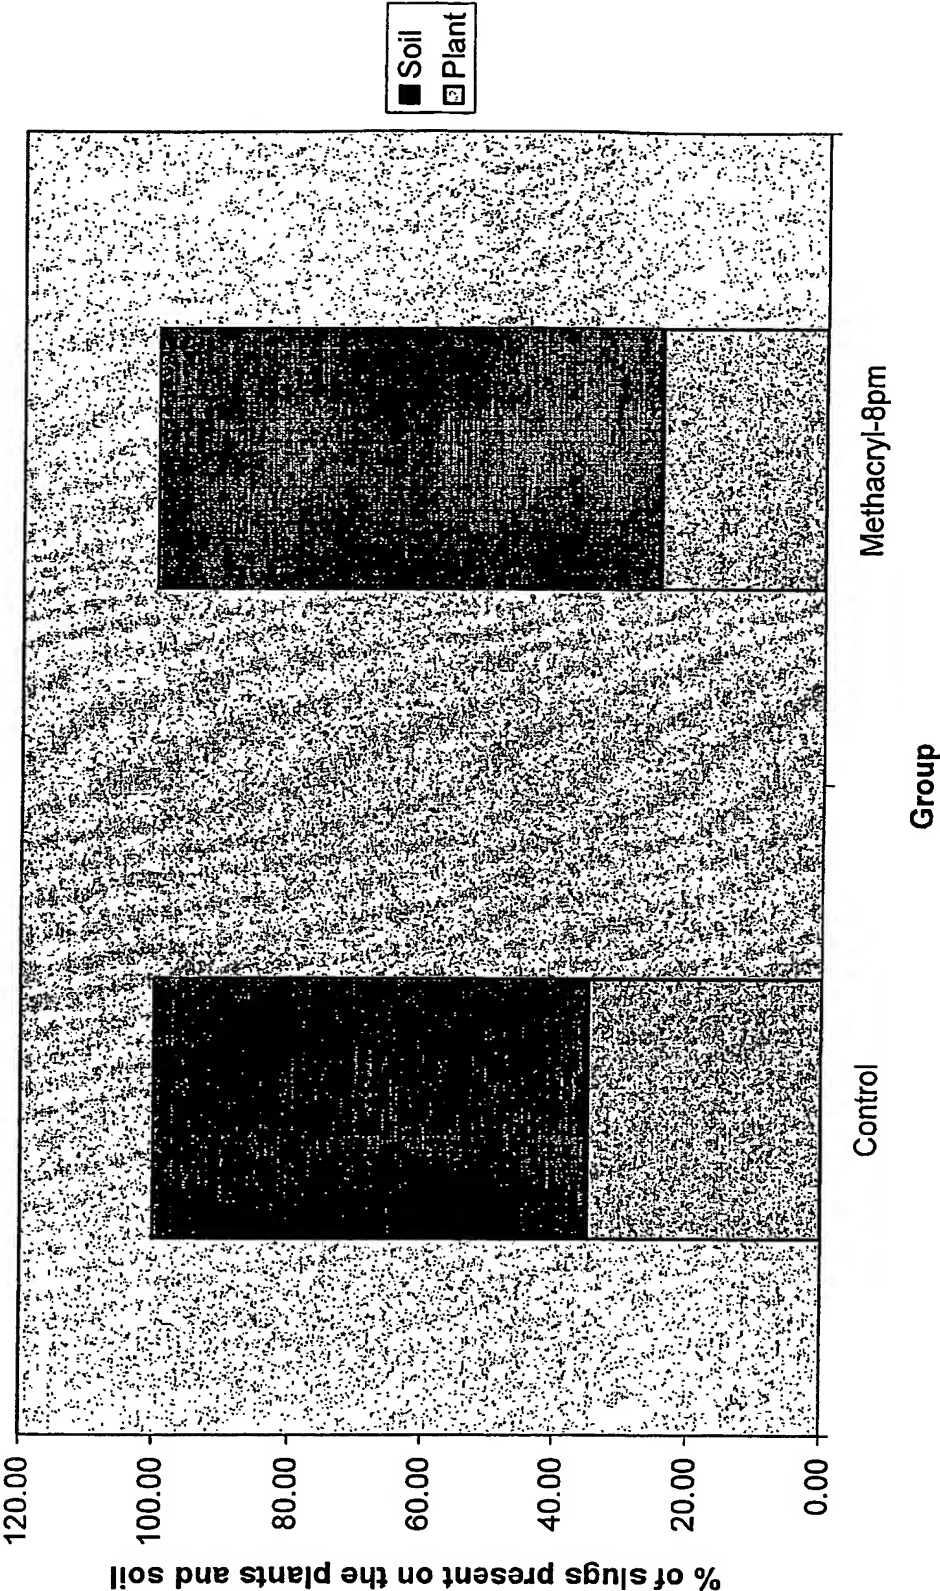 Soil
Plant
120.00
100.00
80.00
60.00
40.00
20.00
0.00
% of slugs present on the plants and soil
Control
Methacryl-8pm
Group